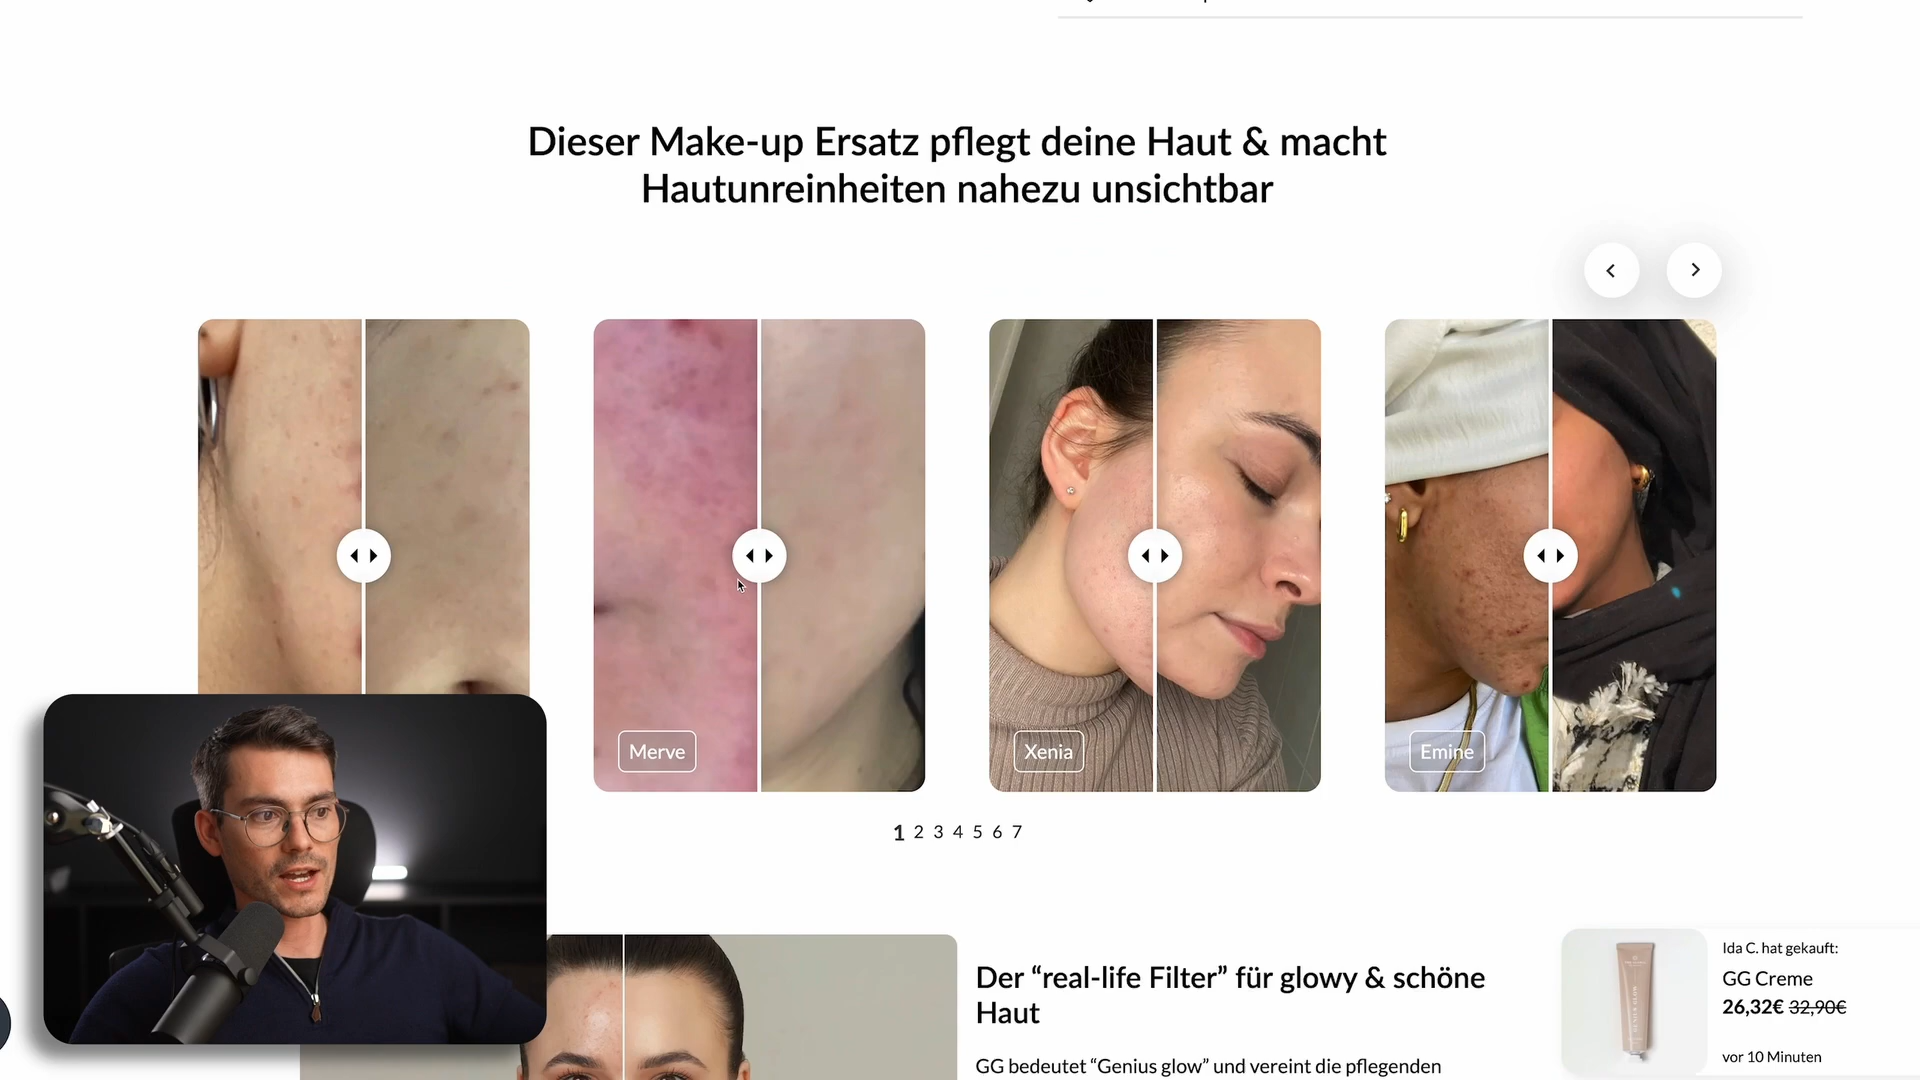 Dieser Make-up Ersatz pflegt deine Haut & macht
Hautunreinheiten nahezu unsichtbar
Merve
Xenia
Emine
1 2 3 4 5 6 7
Der “real-life Filter” für glowy & schöne
Haut
GG bedeutet “Genius glow” und vereint die pflegenden
Ida C. hat gekauft:
GG Creme
26,32€ 32,90€
vor 10 Minuten